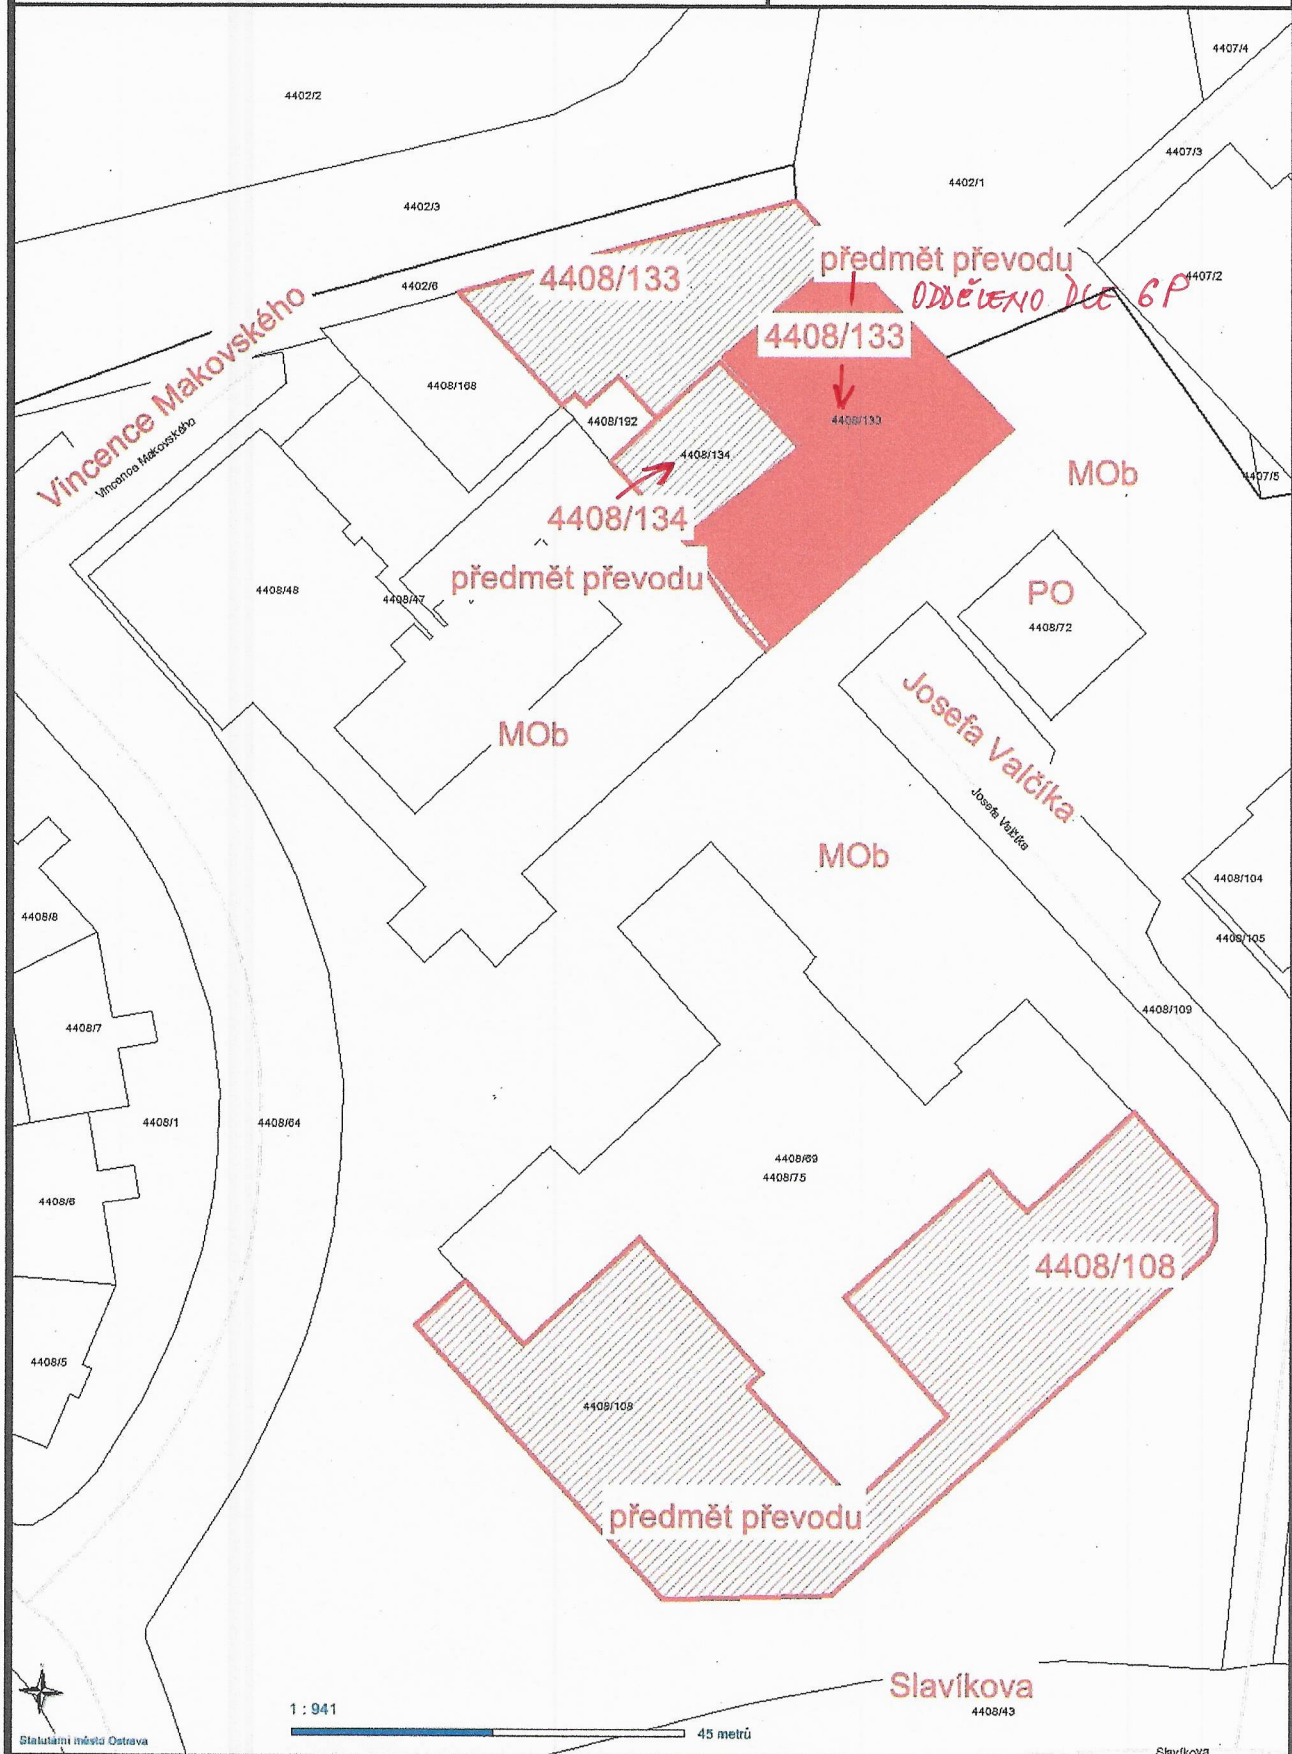 4407/4
4402/2
4407/3
4402/1
4402/3
předmět převodu
4407/2
4408/133
4402/6
ODDĚLENO DLE GP
Vincence Makovského
4408/133
4408/168
4408/192
4408/133
Vincence Makovského
4408/134
MOb
4407/5
4408/134
předmět převodu
4408/48
4408/47
PO
4408/72
Josefa Valčíka
MOb
Josefa Valčíka
MOb
4408/104
4408/8
4408/105
4408/7
4408/109
4408/1
4408/64
4408/69
4408/75
4408/6
4408/108
4408/5
4408/108
předmět převodu
Slavíkova
4408/43
1 : 941
45 metrů
Statutární město Ostrava
Slavíkova